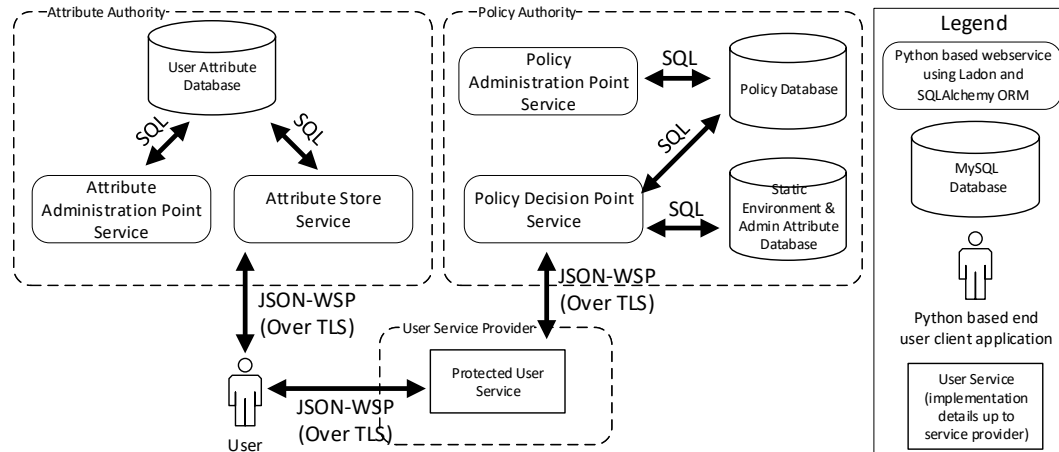 Attribute Authority
User Attribute
Database
SQL
SQL
Attribute
Administration Point
Service
Attribute Store
Service
Policy Authority
Policy
Administration Point
Service
SQL
Policy Database
SQL
Policy Decision Point
Service
SQL
Static
Environment &
Admin Attribute
Database
JSON-WSP
(Over TLS)
JSON-WSP
(Over TLS)
User Service Provider
Protected User
Service
JSON-WSP
(Over TLS)
User
Legend
Python based webservice
using Ladon and
SQLAlchemy ORM
MySQL
Database
Python based end
user client application
User Service
(implementation
details up to
service provider)